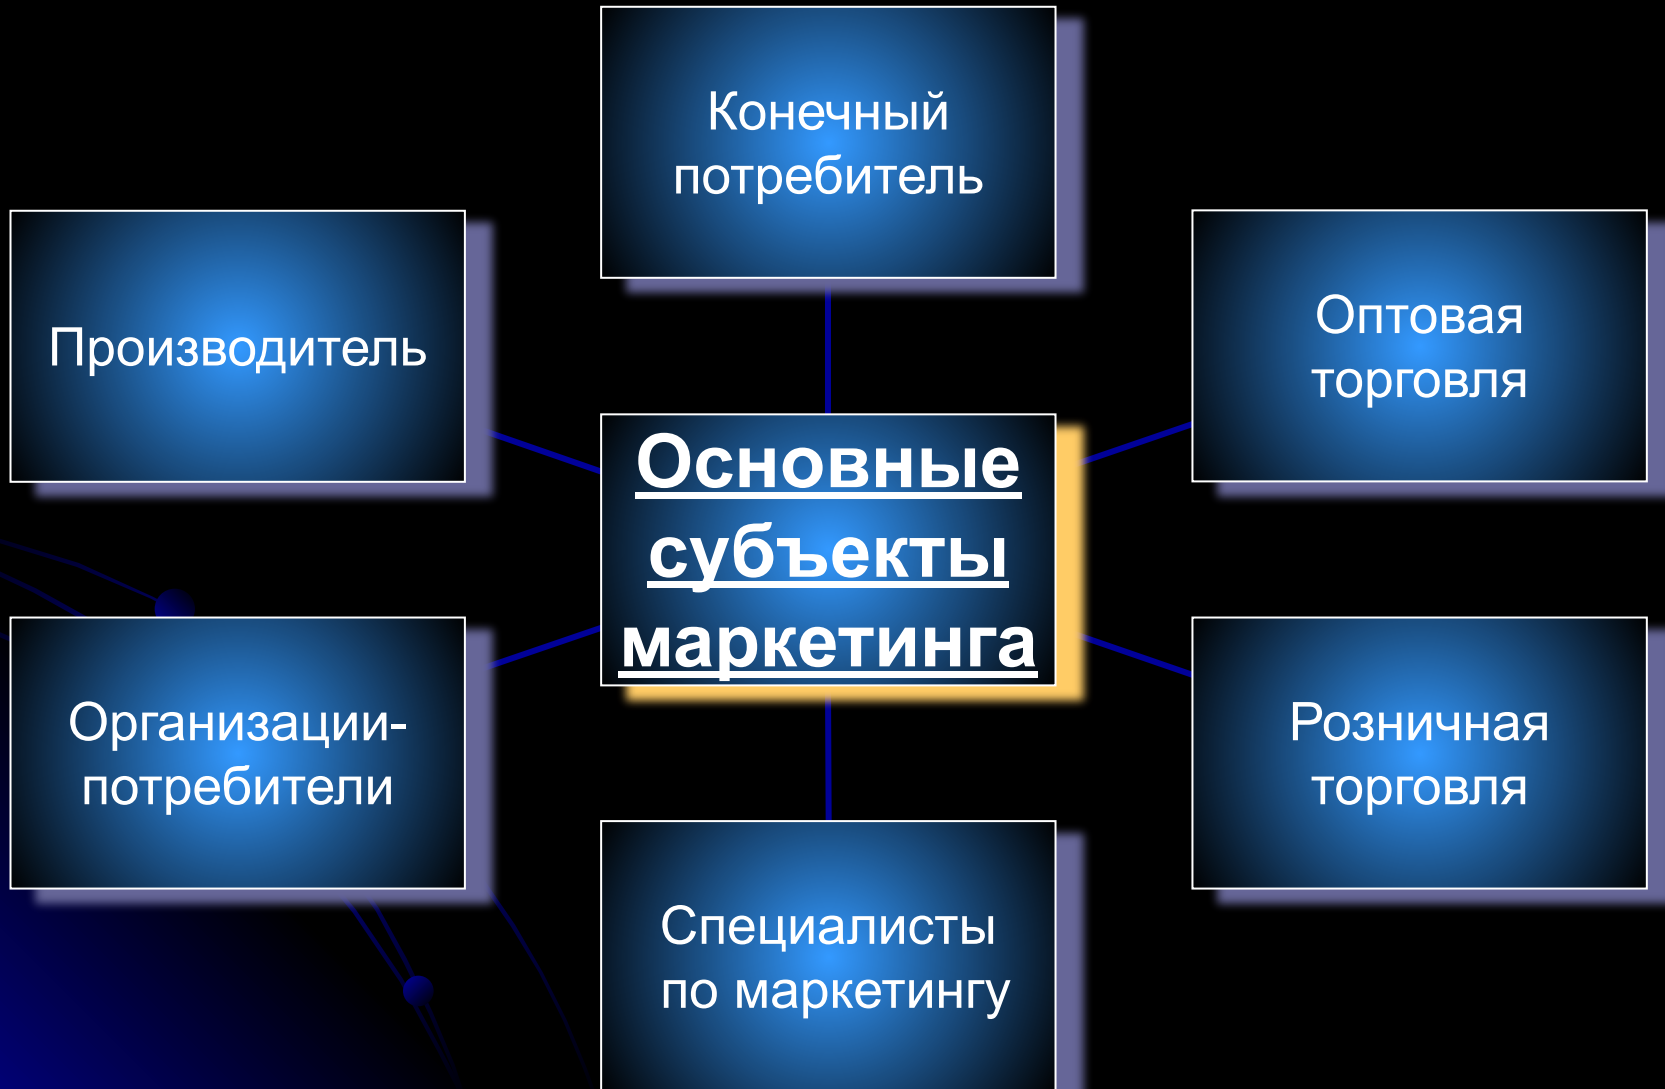 Конечный
потребитель
Производитель
Оптовая
торговля
Основные
субъекты
маркетинга
Организации-
потребители
Розничная
торговля
Специалисты
по маркетингу